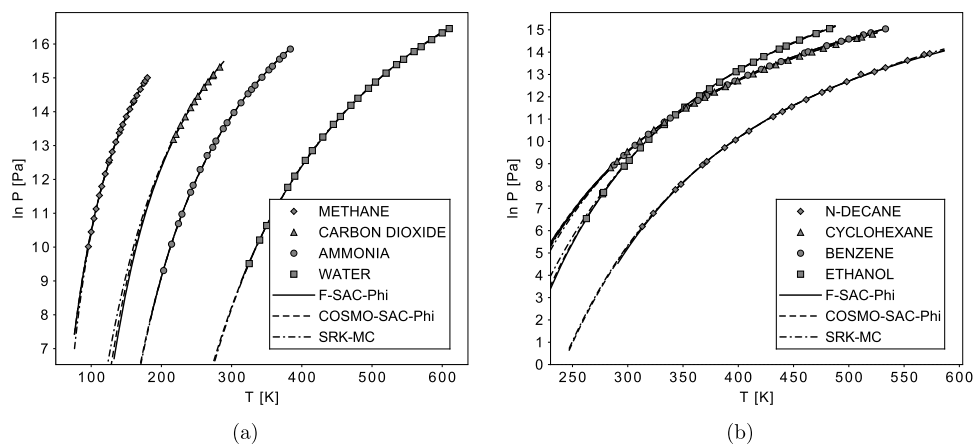 16
15
14
13
12
11
10
9
8
7
ln P [Pa]
100 200 300 400 500 600
T [K]
METHANE
CARBON DIOXIDE
AMMONIA
WATER
F-SAC-Phi
COSMO-SAC-Phi
SRK-MC
(a)
15
14
13
12
11
10
9
8
7
6
5
4
3
2
1
0
ln P [Pa]
250 300 350 400 450 500 550 600
T [K]
N-DECANE
CYCLOHEXANE
BENZENE
ETHANOL
F-SAC-Phi
COSMO-SAC-Phi
SRK-MC
(b)